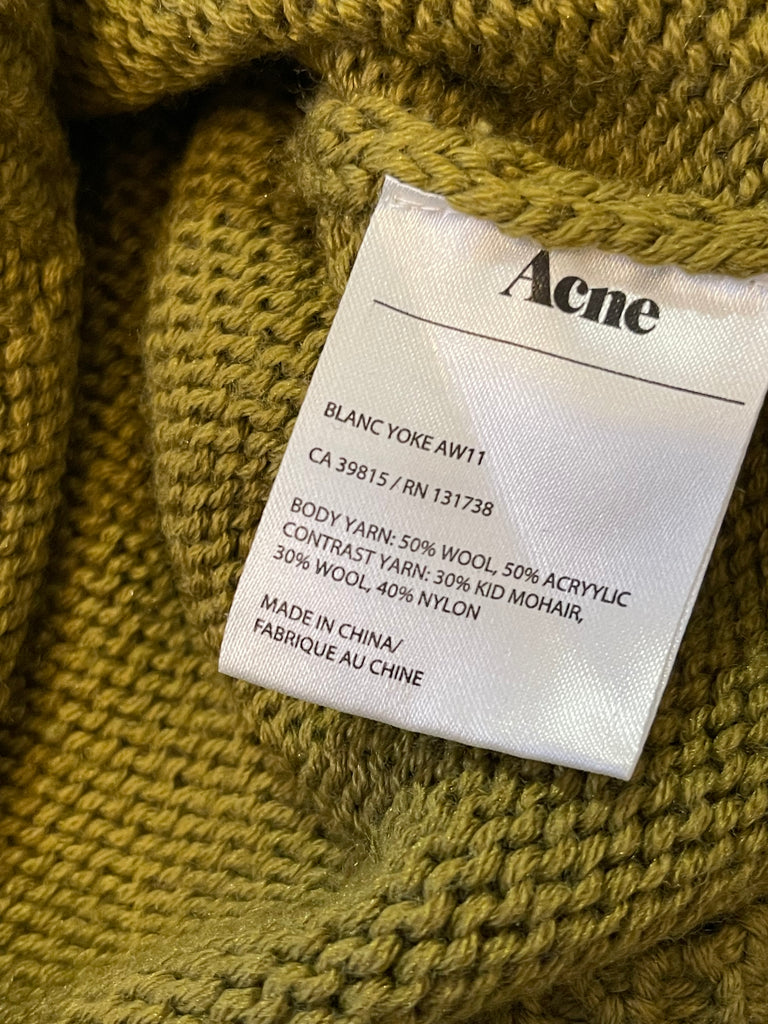 Acne
BLANC YOKE AW11
CA 39815 / RN 131738
BODY YARN: 50% WOOL, 50% ACRYYLIC
CONTRAST YARN: 30% KID MOHAIR,
30% WOOL, 40% NYLON
MADE IN CHINA/
FABRIQUE AU CHINE